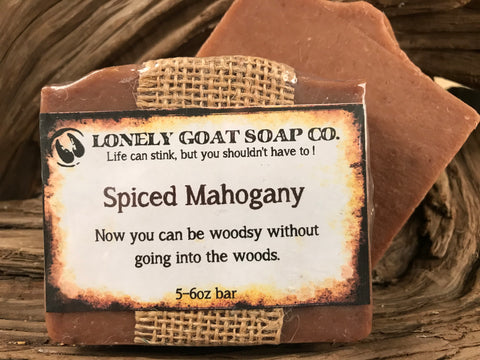 LONELY GOAT SOAP CO.
Life can stink, but you shouldn't have to !
Spiced Mahogany
Now you can be woodsy without
going into the woods.
5-6oz bar